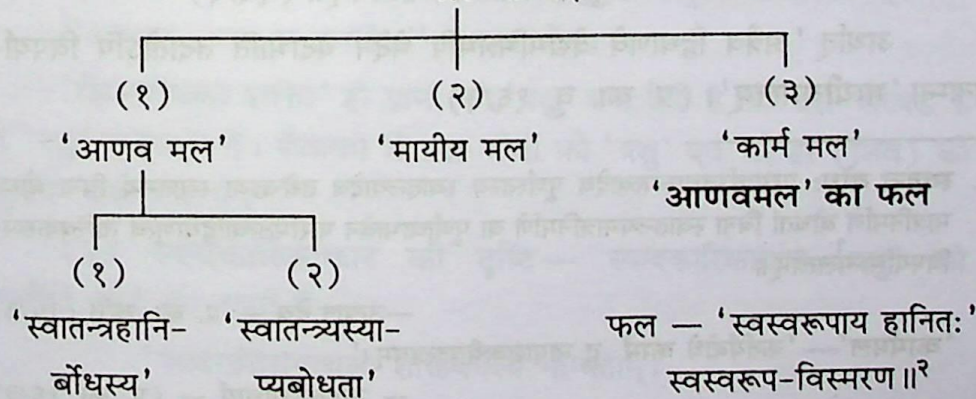 (१) (२) (३)
‘आणव मल’ ‘मायीय मल’ ‘कार्म मल’
‘आणवमल’ का फल
(१) (२)
‘स्वातन्त्रहानि- ‘स्वातन्त्र्यस्या- फल — ‘स्वस्वरूपाय हानितः’
र्बोधस्य’ प्यबोधता’ स्वस्वरूप-विस्मरण॥२